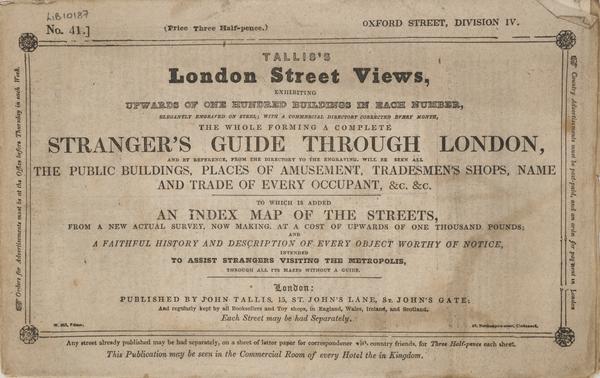 LIB10187
No. 41.]
(Price Three Half-pence.)
OXFORD STREET, DIVISION IV.
TALLIS'S
London Street Views,
EXHIBITING
UPWARDS OF ONE HUNDRED BUILDINGS IN EACH NUMBER,
ELEGANTLY ENGRAVED ON STEEL; WITH A COMMERCIAL DIRECTORY CORRECTED EVERY MONTH,
THE WHOLE FORMING A COMPLETE
STRANGER'S GUIDE THROUGH LONDON,
AND BY REFERENCE, FROM THE DIRECTORY TO THE ENGRAVING, WILL BE SEEN ALL
THE PUBLIC BUILDINGS, PLACES OF AMUSEMENT, TRADESMEN'S SHOPS, NAME
AND TRADE OF EVERY OCCUPANT, &c. &c.
TO WHICH IS ADDED
AN INDEX MAP OF THE STREETS,
FROM A NEW ACTUAL SURVEY, NOW MAKING, AT A COST OF UPWARDS OF ONE THOUSAND POUNDS;
AND
A FAITHFUL HISTORY AND DESCRIPTION OF EVERY OBJECT WORTHY OF NOTICE,
INTENDED
TO ASSIST STRANGERS VISITING THE METROPOLIS,
THROUGH ALL ITS MAZES WITHOUT A GUIDE.
London:
PUBLISHED BY JOHN TALLIS, 15, ST. JOHN'S LANE, ST. JOHN'S GATE;
And regularly kept by all Booksellers and Toy shops, in England, Wales, Ireland, and Scotland.
Each Street may be had Separately.
Orders for Advertisements must be at the Office before Thursday in each Week.
Country Advertisements must be post-paid, and an order for payment in London
Any street already published may be had separately, on a sheet of letter paper for correspondence with country friends, for Three Half-pence each sheet.
This Publication may be seen in the Commercial Room of every Hotel the in Kingdom.